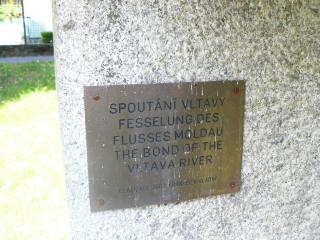 SPOUTÁNÍ VLTAVY
FESSELUNG DES
FLUSSES MOLDAU
THE BOND OF THE
VLTAVA RIVER